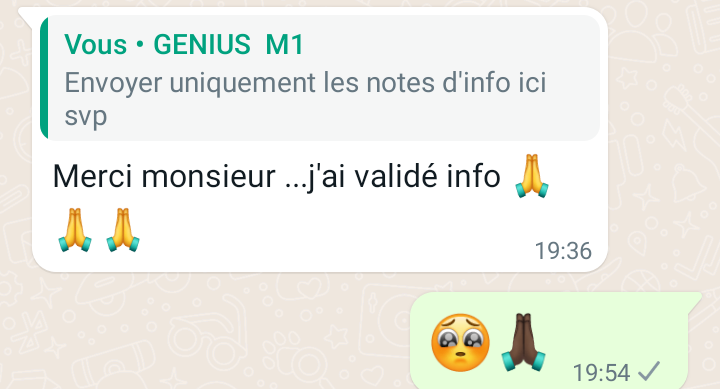 Vous • GENIUS M1
Envoyer uniquement les notes d'info ici
svp
Merci monsieur ...j'ai validé info 🙏
🙏 🙏
19:36
🥺 🙏🏿
19:54